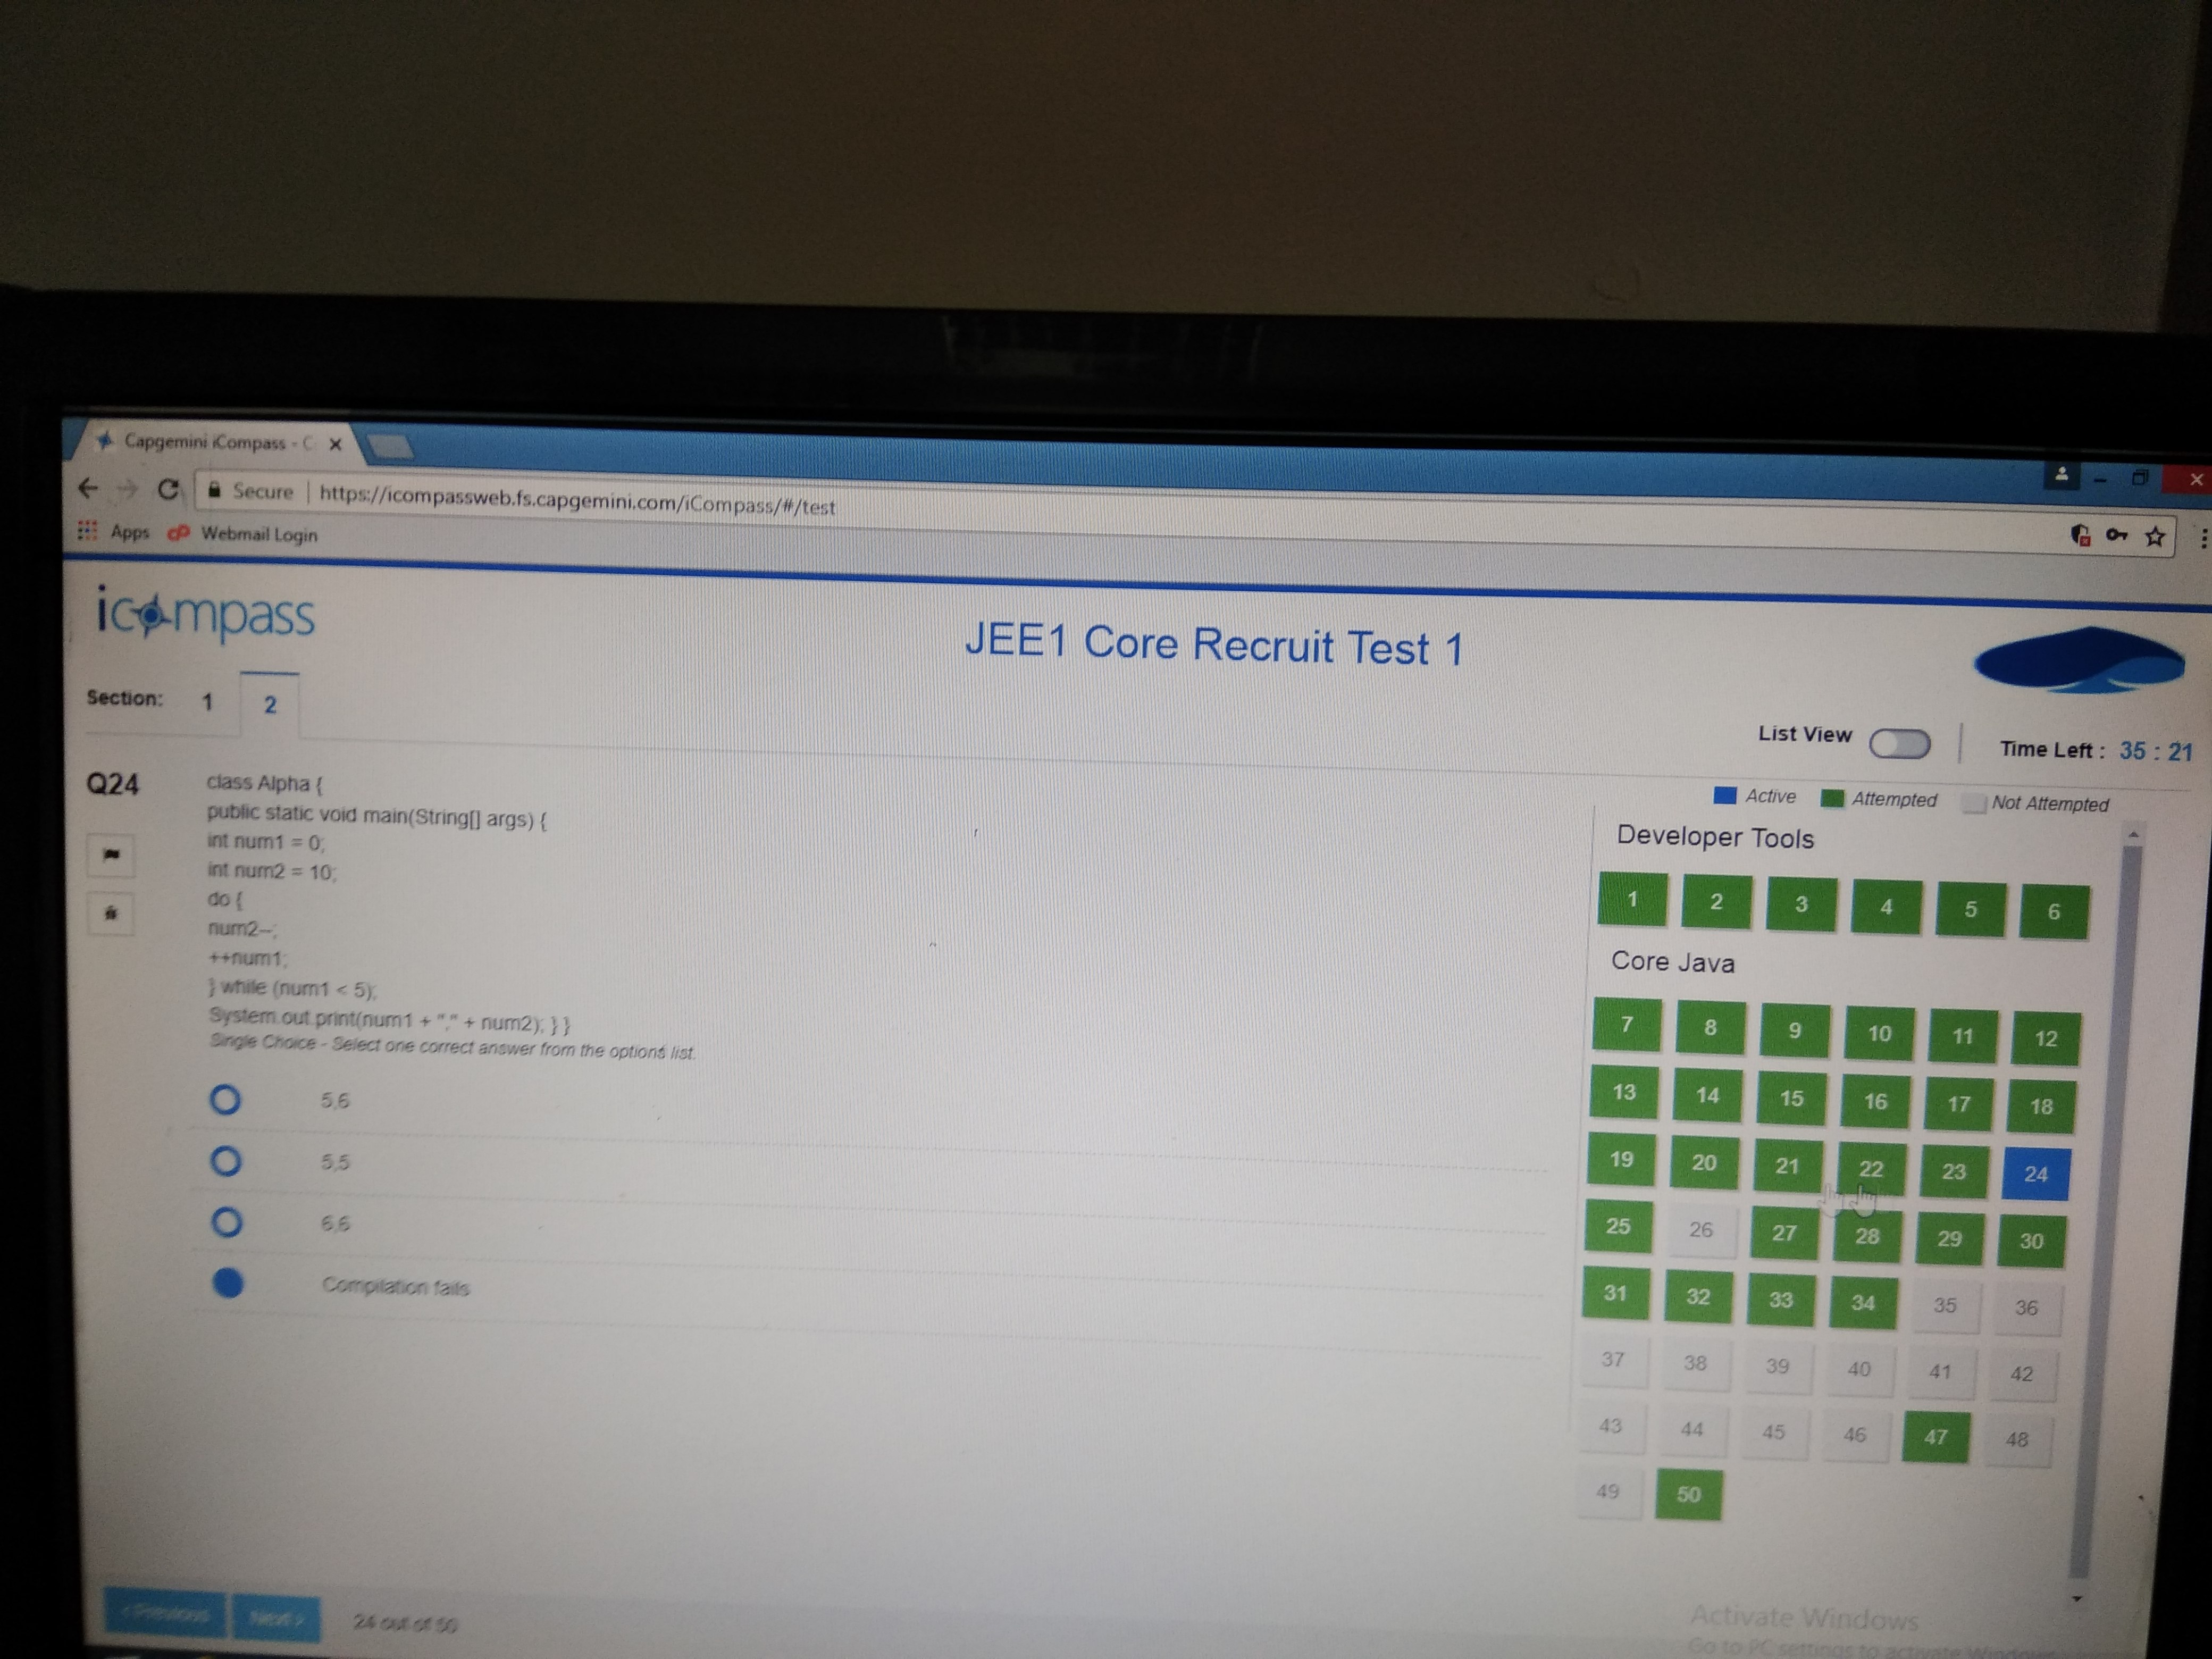 Capgemini iCompass - C
Secure https://icompassweb.fs.capgemini.com/iCompass/#/test
Apps Webmail Login
icompass
JEE1 Core Recruit Test 1
Section: 1 2
List View
Time Left : 35 : 21
Q24
class Alpha {
public static void main(String[] args) {
int num1 = 0;
int num2 = 10;
do {
num2--;
++num1;
} while (num1 < 5);
System.out.print(num1 + "," + num2); } }
Single Choice - Select one correct answer from the options list.
5,6
5,5
6,6
Compilation fails
Active Attempted Not Attempted
Developer Tools
1 2 3 4 5 6
Core Java
7 8 9 10 11 12
13 14 15 16 17 18
19 20 21 22 23 24
25 26 27 28 29 30
31 32 33 34 35 36
37 38 39 40 41 42
43 44 45 46 47 48
49 50
< Previous Next > 24 out of 50
Activate Windows
Go to PC settings to activate Windows.